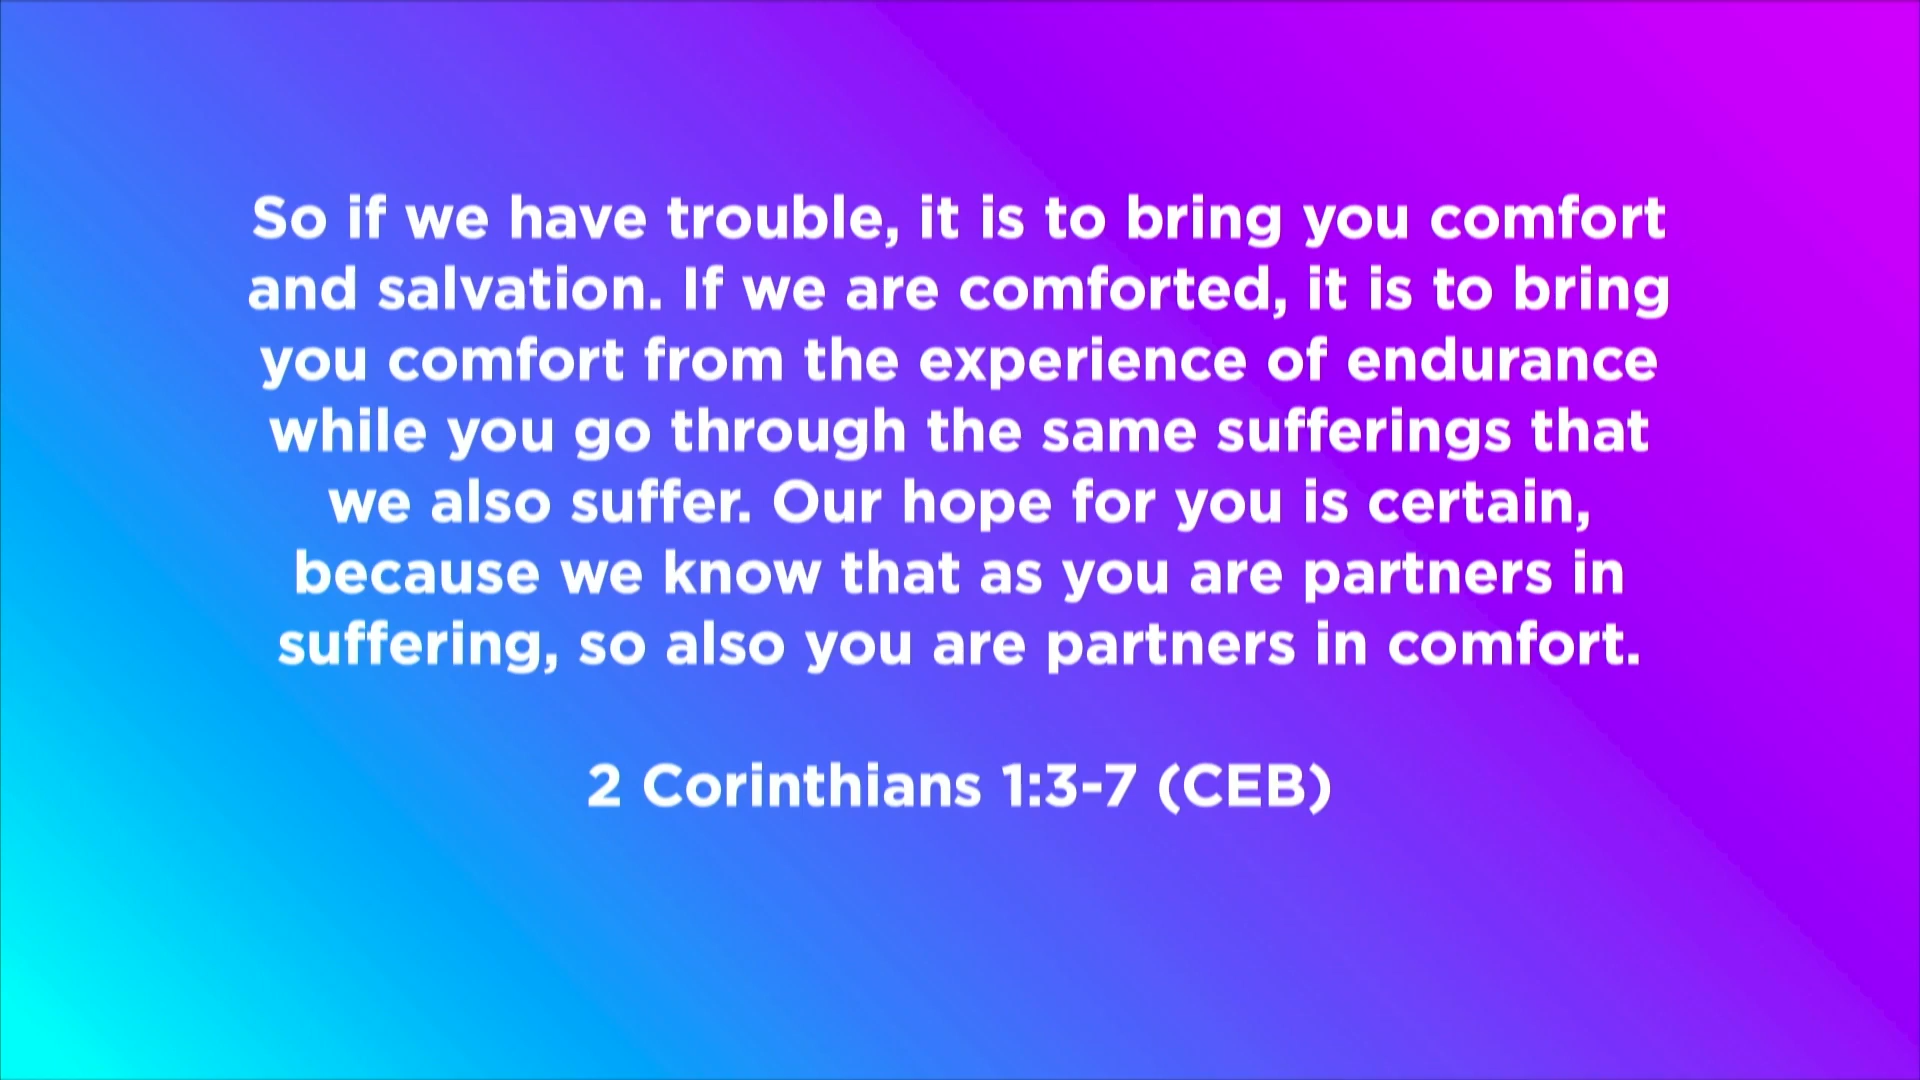 So if we have trouble, it is to bring you comfort
and salvation. If we are comforted, it is to bring
you comfort from the experience of endurance
while you go through the same sufferings that
we also suffer. Our hope for you is certain,
because we know that as you are partners in
suffering, so also you are partners in comfort.
2 Corinthians 1:3-7 (CEB)